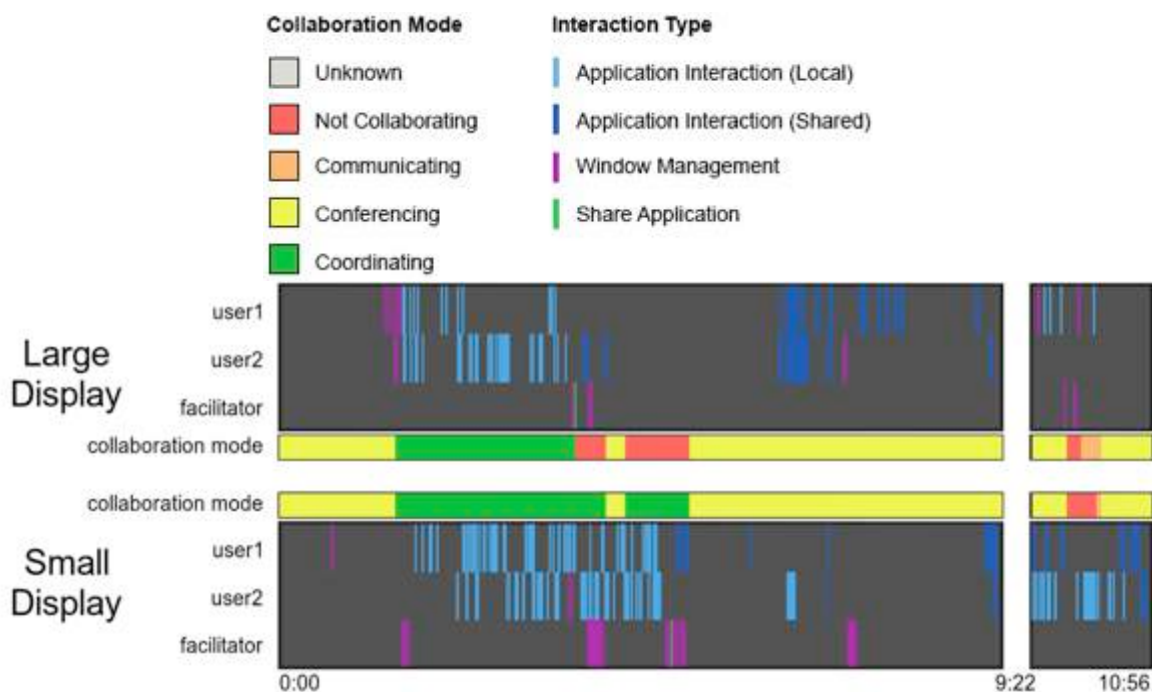 Collaboration Mode Interaction Type
Unknown Application Interaction (Local)
Not Collaborating Application Interaction (Shared)
Communicating Window Management
Conferencing Share Application
Coordinating
Large
Display
user1
user2
facilitator
collaboration mode
collaboration mode
Small
Display
user1
user2
facilitator
0:00 9:22 10:56